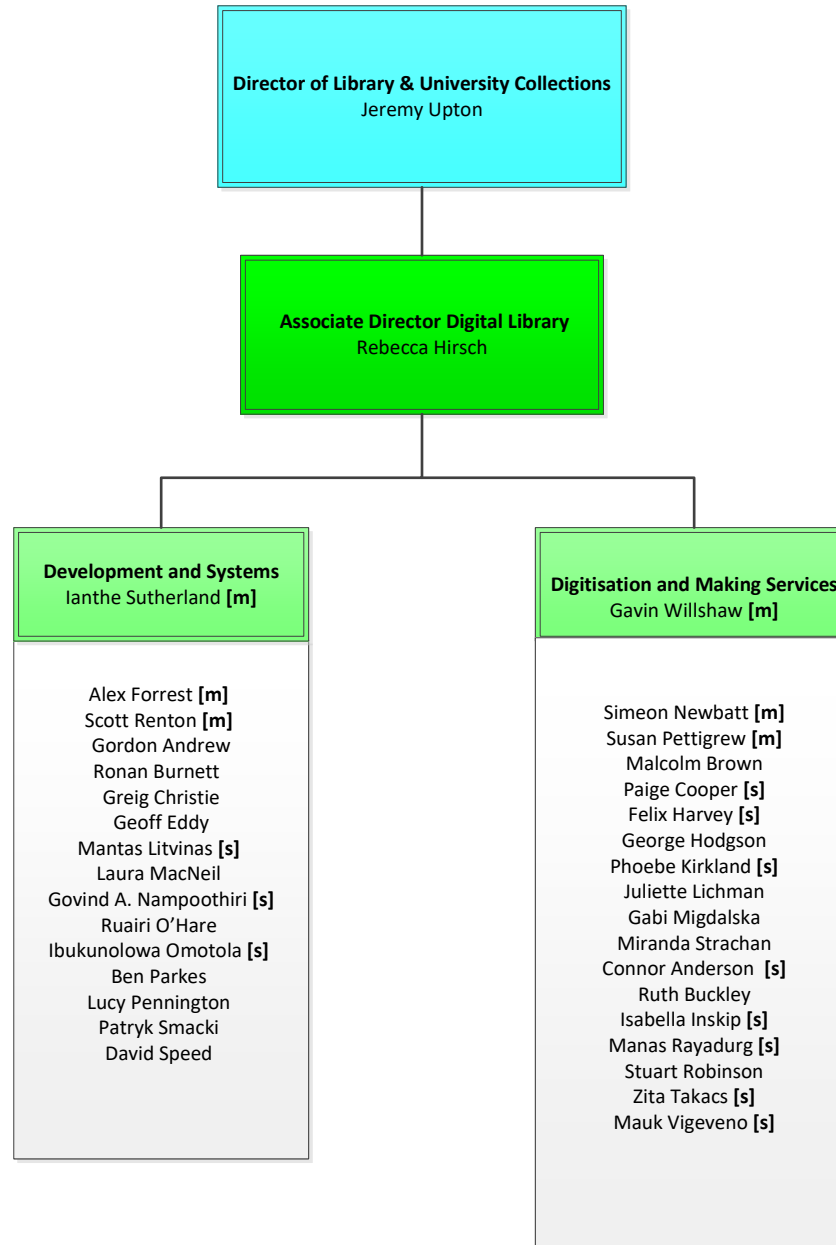 Director of Library & University Collections
Jeremy Upton
Associate Director Digital Library
Rebecca Hirsch
Development and Systems
Ianthe Sutherland [m]
Alex Forrest [m]
Scott Renton [m]
Gordon Andrew
Ronan Burnett
Greig Christie
Geoff Eddy
Mantas Litvinas [s]
Laura MacNeil
Govind A. Nampoothiri [s]
Ruairi O’Hare
Ibukunolowa Omotola [s]
Ben Parkes
Lucy Pennington
Patryk Smacki
David Speed
Digitisation and Making Services
Gavin Willshaw [m]
Simeon Newbatt [m]
Susan Pettigrew [m]
Malcolm Brown
Paige Cooper [s]
Felix Harvey [s]
George Hodgson
Phoebe Kirkland [s]
Juliette Lichman
Gabi Migdalska
Miranda Strachan
Connor Anderson [s]
Ruth Buckley
Isabella Inskip [s]
Manas Rayadurg [s]
Stuart Robinson
Zita Takacs [s]
Mauk Vigeveno [s]